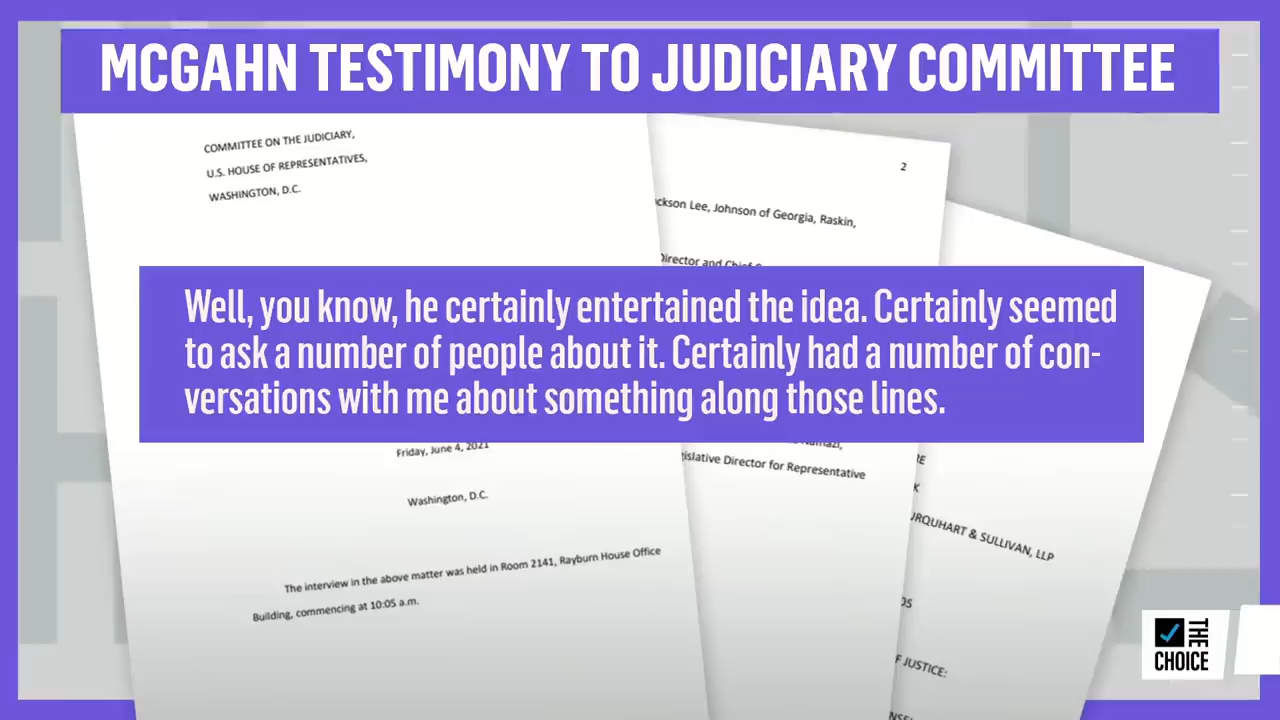 MCGAHN TESTIMONY TO JUDICIARY COMMITTEE
COMMITTEE ON THE JUDICIARY,
U.S. HOUSE OF REPRESENTATIVES,
WASHINGTON, D.C.
2
ckson Lee, Johnson of Georgia, Raskin,
Director and Chief
Well, you know, he certainly entertained the idea. Certainly seemed
to ask a number of people about it. Certainly had a number of con-
versations with me about something along those lines.
Friday, June 4, 2021
Washington, D.C.
The interview in the above matter was held in Room 2141, Rayburn House Office
Building, commencing at 10:05 a.m.
islative Director for Representative
RE
K
URQUHART & SULLIVAN, LLP
OS
F JUSTICE:
THE
CHOICE